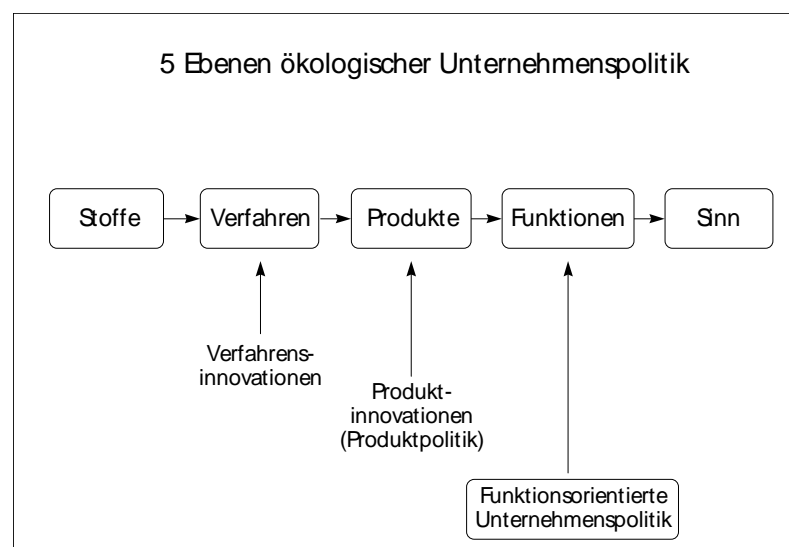 5 Ebenen ökologischer Unternehmenspolitik
Stoffe
Verfahren
Produkte
Funktionen
Sinn
Verfahrens-
innovationen
Produkt-
innovationen
(Produktpolitik)
Funktionsorientierte
Unternehmenspolitik